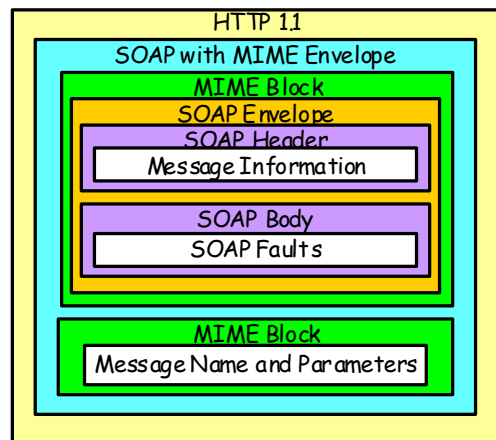 HTTP 1.1
SOAP with MIME Envelope
MIME Block
SOAP Envelope
SOAP Header
Message Information
SOAP Body
SOAP Faults
MIME Block
Message Name and Parameters